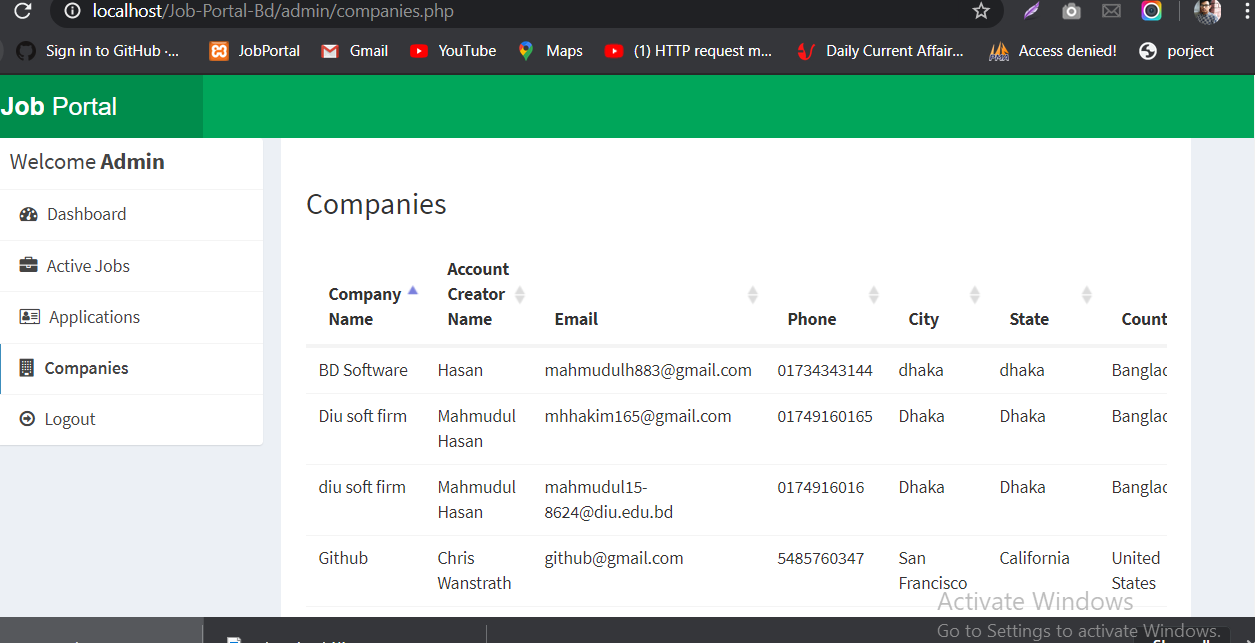 localhost/Job-Portal-Bd/admin/companies.php
Sign in to GitHub ·... JobPortal Gmail YouTube Maps (1) HTTP request m... Daily Current Affair... Access denied! porject
Job Portal
Welcome Admin
Dashboard
Active Jobs
Applications
Companies
Logout
Companies
Company Name Account Creator Name Email Phone City State Count
BD Software Hasan mahmudulh883@gmail.com 01734343144 dhaka dhaka Banglad
Diu soft firm Mahmudul Hasan mhhakim165@gmail.com 01749160165 Dhaka Dhaka Banglad
diu soft firm Mahmudul Hasan mahmudul15-8624@diu.edu.bd 0174916016 Dhaka Dhaka Banglad
Github Chris Wanstrath github@gmail.com 5485760347 San Francisco California United States
Activate Windows
Go to Settings to activate Windows.